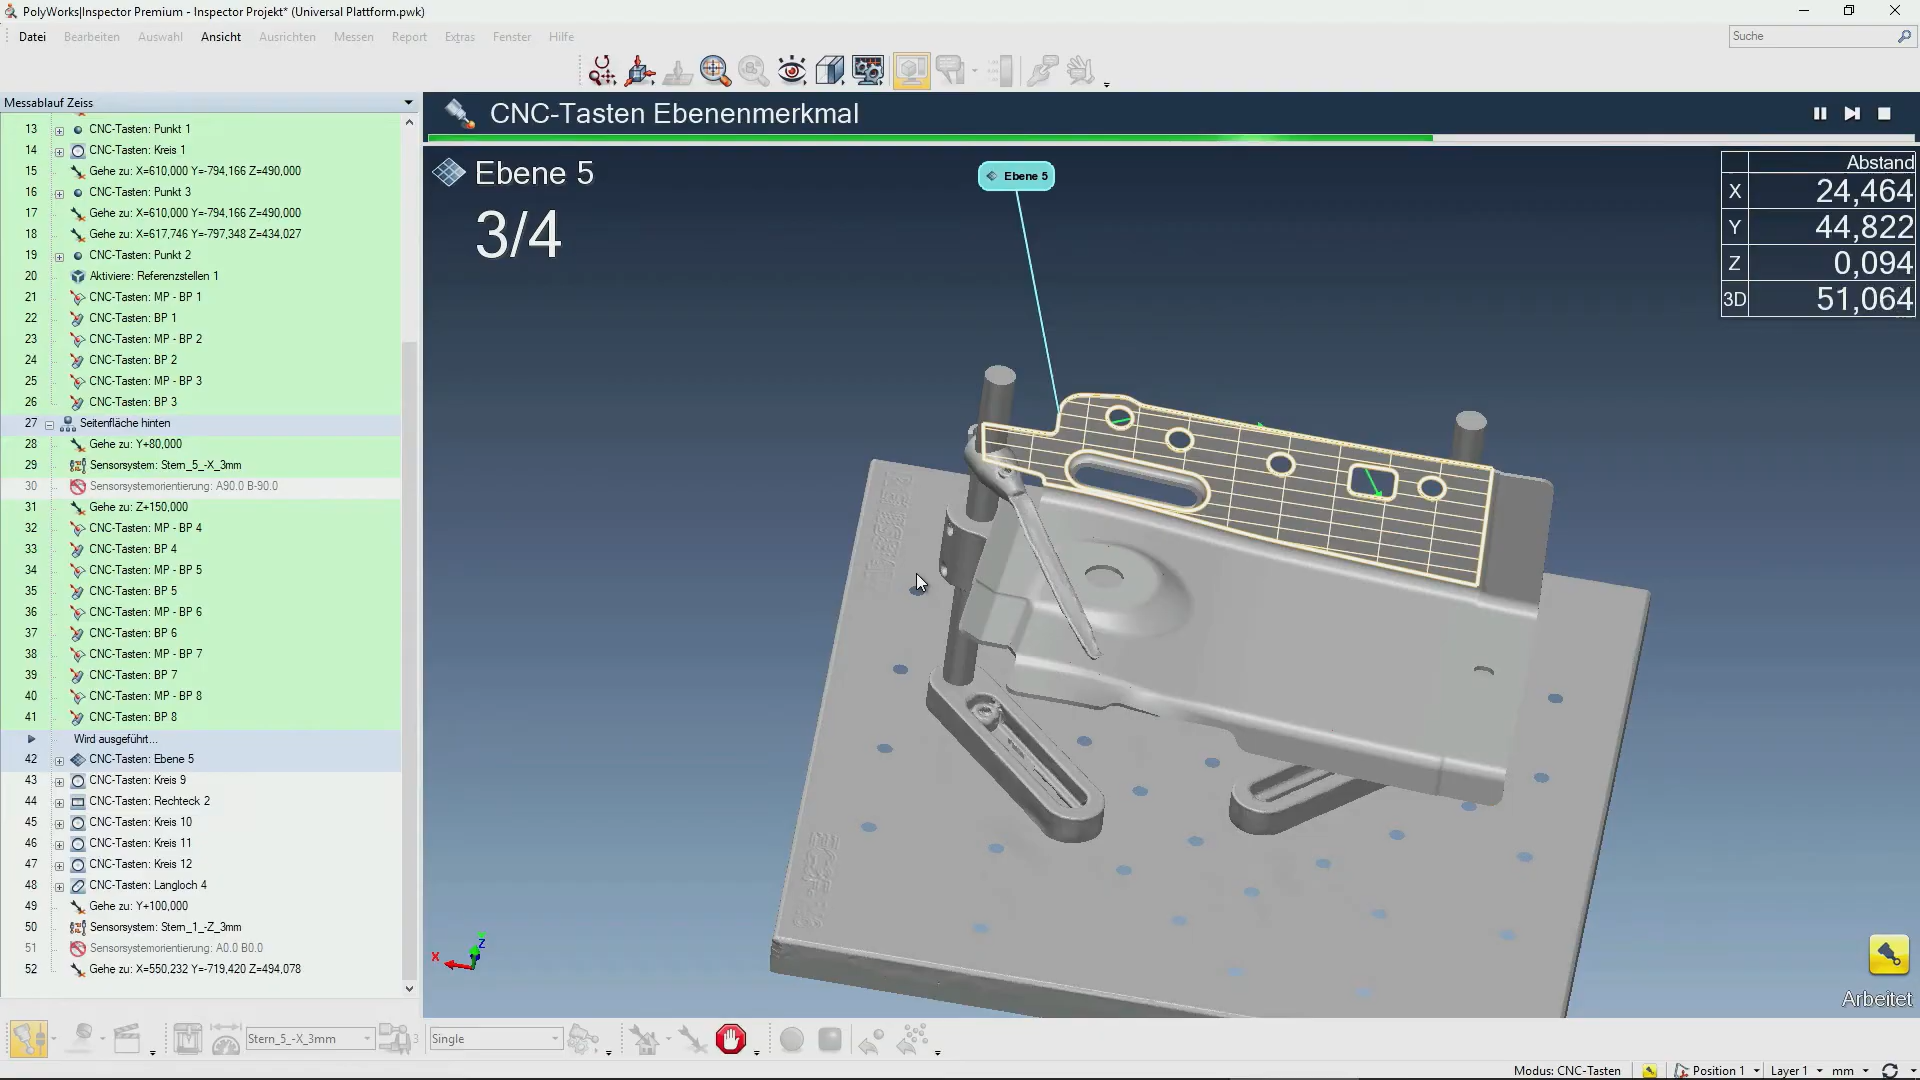 PolyWorks|Inspector Premium - Inspector Projekt* (Universal Plattform.pwk)
Datei Bearbeiten Auswahl Ansicht Ausrichten Messen Report Extras Fenster Hilfe
Suche
Messablauf Zeiss
13 CNC-Tasten: Punkt 1
14 CNC-Tasten: Kreis 1
15 Gehe zu: X=610,000 Y=-794,166 Z=490,000
16 CNC-Tasten: Punkt 3
17 Gehe zu: X=610,000 Y=-794,166 Z=490,000
18 Gehe zu: X=617,746 Y=-797,348 Z=434,027
19 CNC-Tasten: Punkt 2
20 Aktiviere: Referenzstellen 1
21 CNC-Tasten: MP - BP 1
22 CNC-Tasten: BP 1
23 CNC-Tasten: MP - BP 2
24 CNC-Tasten: BP 2
25 CNC-Tasten: MP - BP 3
26 CNC-Tasten: BP 3
27 Seitenfläche hinten
28 Gehe zu: Y+80,000
29 Sensorsystem: Stern_5_-X_3mm
30 Sensorsystemorientierung: A90.0 B-90.0
31 Gehe zu: Z+150,000
32 CNC-Tasten: MP - BP 4
33 CNC-Tasten: BP 4
34 CNC-Tasten: MP - BP 5
35 CNC-Tasten: BP 5
36 CNC-Tasten: MP - BP 6
37 CNC-Tasten: BP 6
38 CNC-Tasten: MP - BP 7
39 CNC-Tasten: BP 7
40 CNC-Tasten: MP - BP 8
41 CNC-Tasten: BP 8
Wird ausgeführt...
42 CNC-Tasten: Ebene 5
43 CNC-Tasten: Kreis 9
44 CNC-Tasten: Rechteck 2
45 CNC-Tasten: Kreis 10
46 CNC-Tasten: Kreis 11
47 CNC-Tasten: Kreis 12
48 CNC-Tasten: Langloch 4
49 Gehe zu: Y+100,000
50 Sensorsystem: Stern_1_-Z_3mm
51 Sensorsystemorientierung: A0.0 B0.0
52 Gehe zu: X=550,232 Y=-719,420 Z=494,078
CNC-Tasten Ebenenmerkmal
Ebene 5
3/4
Ebene 5
Abstand
X 24,464
Y 44,822
Z 0,094
3D 51,064
X Z
Arbeitet
Stern_5_-X_3mm
3
Single
Modus: CNC-Tasten Position 1 Layer 1 mm